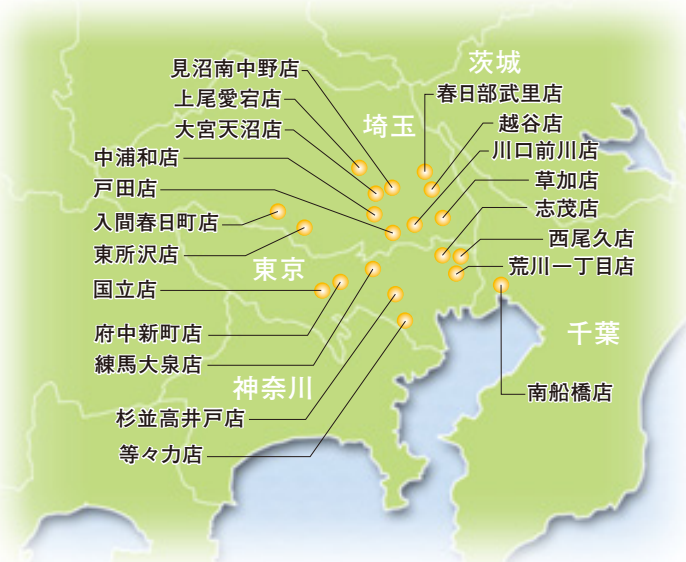 見沼南中野店
上尾愛宕店
大宮天沼店
中浦和店
戸田店
入間春日町店
東所沢店
国立店
府中新町店
練馬大泉店
杉並高井戸店
等々力店
茨城
埼玉
東京
神奈川
千葉
春日部武里店
越谷店
川口前川店
草加店
志茂店
西尾久店
荒川一丁目店
南船橋店